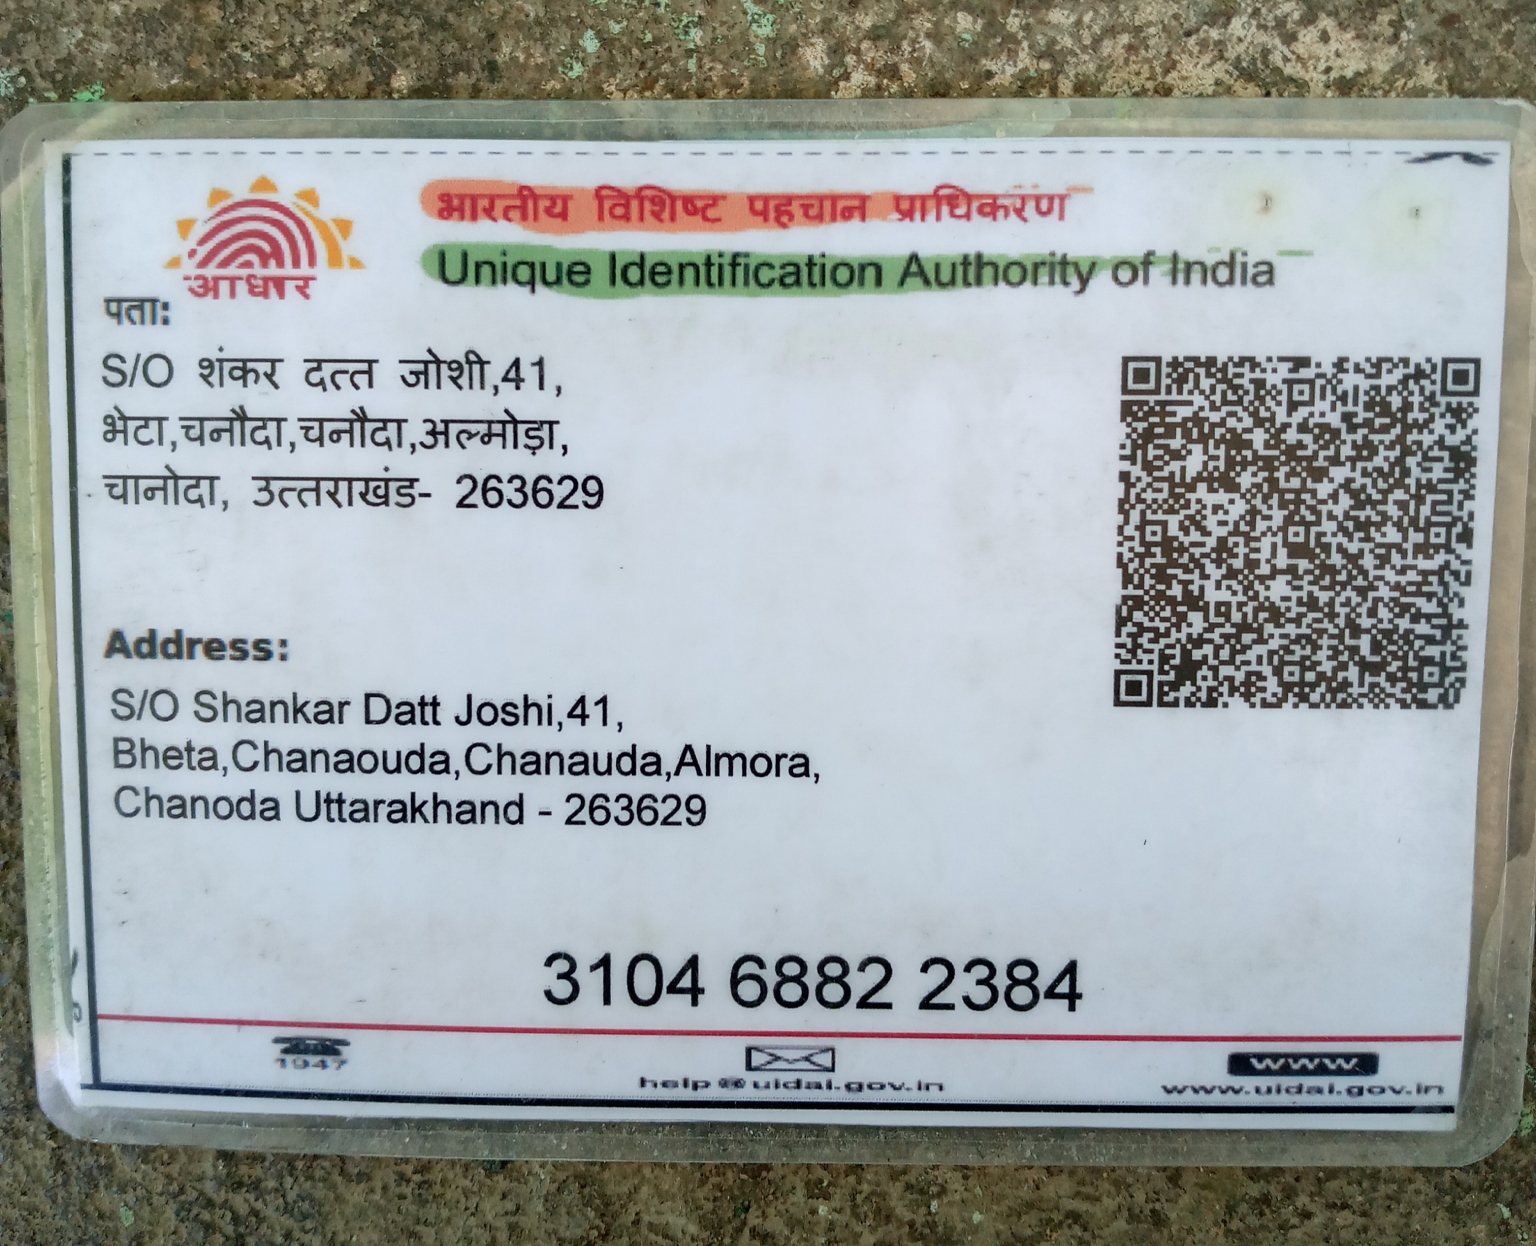 भारतीय विशिष्ट पहचान प्राधिकरण
Unique Identification Authority of India
आधार
पता:
S/O शंकर दत्त जोशी,41,
भेटा,चनौदा,चनौदा,अल्मोड़ा,
चानोदा, उत्तराखंड- 263629
Address:
S/O Shankar Datt Joshi,41,
Bheta,Chanaouda,Chanauda,Almora,
Chanoda Uttarakhand - 263629
3104 6882 2384
1947
help@uidai.gov.in
www
www.uidai.gov.in